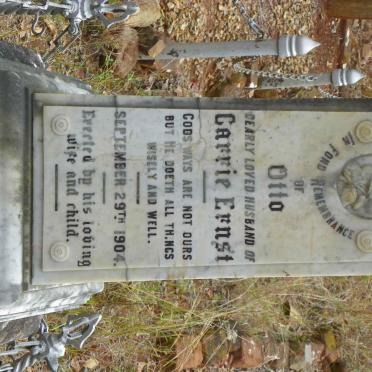 In Fond Remembrance
of
Otto
DEARLY LOVED HUSBAND OF
Carrie Ernst
GODS WAYS ARE NOT OURS
BUT HE DOETH ALL THINGS
WISELY AND WELL.
SEPTEMBER 29TH 1904.
Erected by his loving
wife and child.